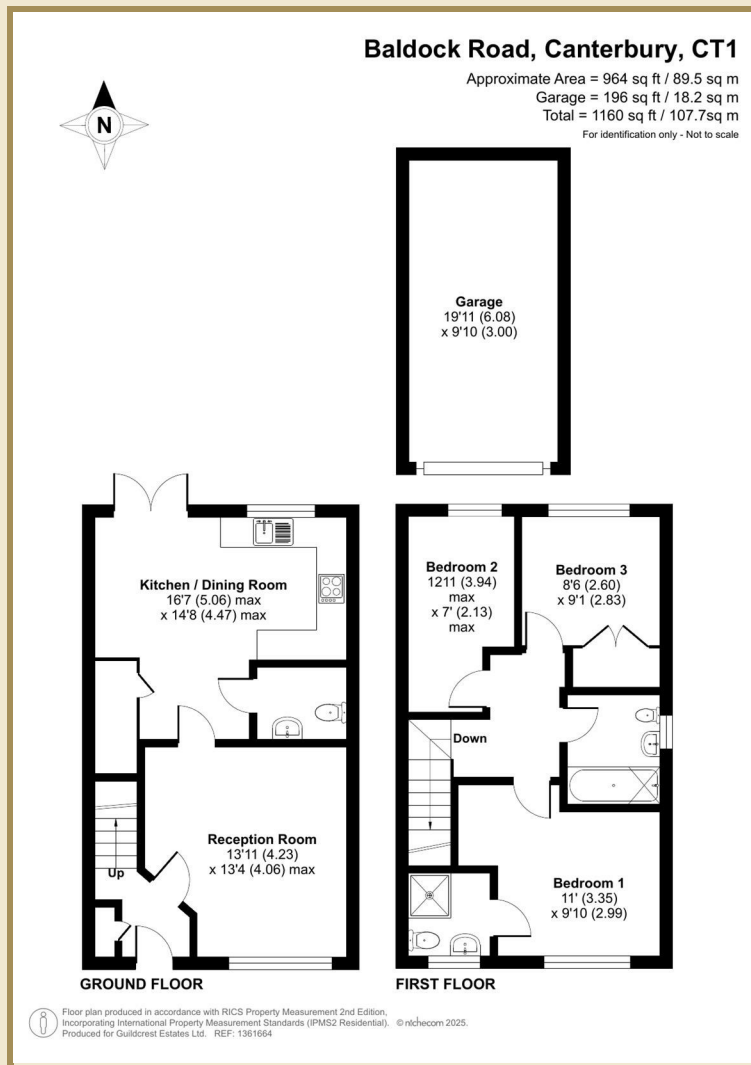 Baldock Road, Canterbury, CT1
Approximate Area = 964 sq ft / 89.5 sq m
Garage = 196 sq ft / 18.2 sq m
Total = 1160 sq ft / 107.7sq m
For identification only - Not to scale
N
Garage
19'11 (6.08)
x 9'10 (3.00)
Kitchen / Dining Room
16'7 (5.06) max
x 14'8 (4.47) max
Reception Room
13'11 (4.23)
x 13'4 (4.06) max
Up
GROUND FLOOR
Bedroom 2
1211 (3.94)
max
x 7' (2.13)
max
Bedroom 3
8'6 (2.60)
x 9'1 (2.83)
Down
Bedroom 1
11' (3.35)
x 9'10 (2.99)
FIRST FLOOR
Floor plan produced in accordance with RICS Property Measurement 2nd Edition,
Incorporating International Property Measurement Standards (IPMS2 Residential). © nichecom 2025.
Produced for Guildcrest Estates Ltd. REF: 1361664